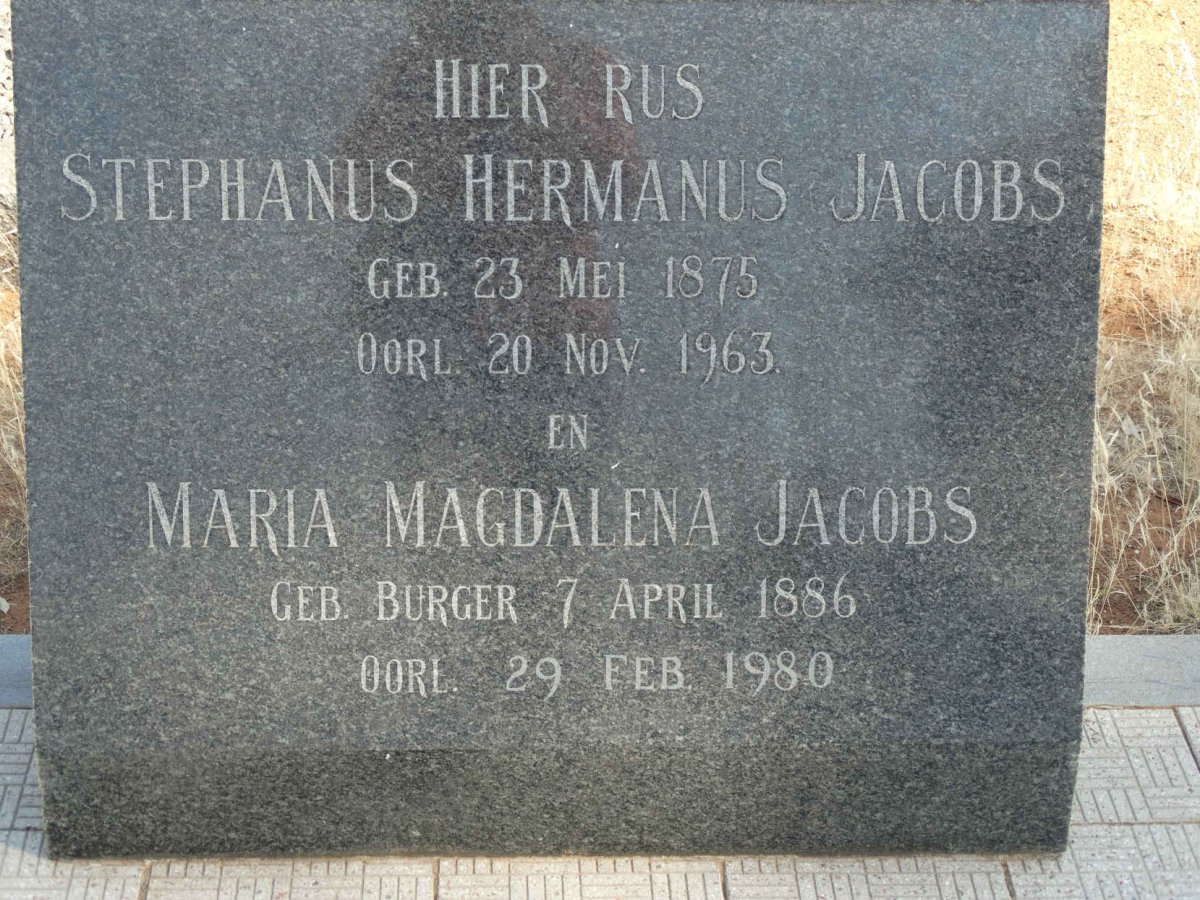 HIER RUS
STEPHANUS HERMANUS JACOBS
GEB. 23 MEI 1875
OORL. 20 NOV. 1963.
EN
MARIA MAGDALENA JACOBS
GEB. BURGER 7 APRIL 1886
OORL. 29 FEB. 1980